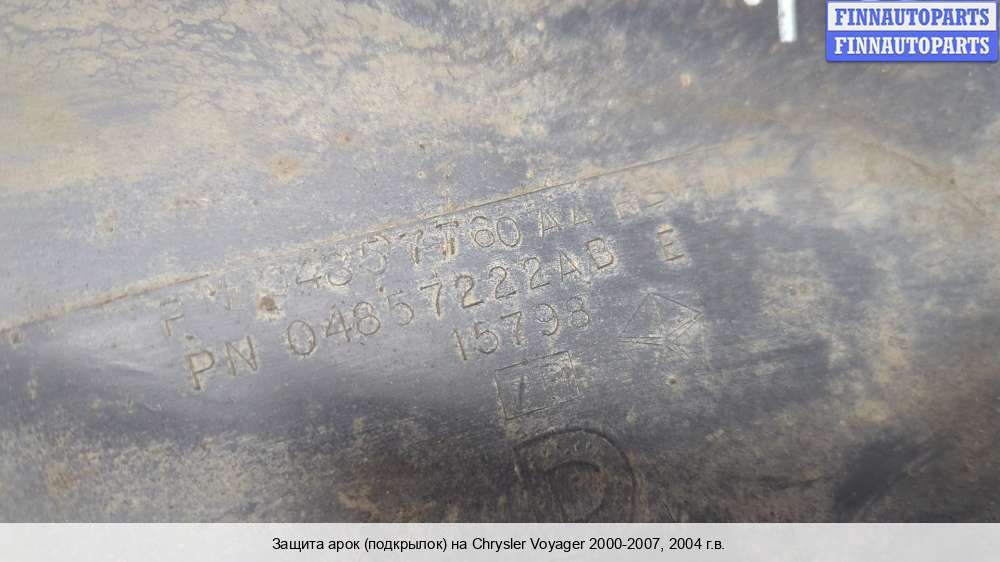 FINNAUTOPARTS
FINNAUTOPARTS
PN 04857222AB E
15798
Защита арок (подкрылок) на Chrysler Voyager 2000-2007, 2004 г.в.